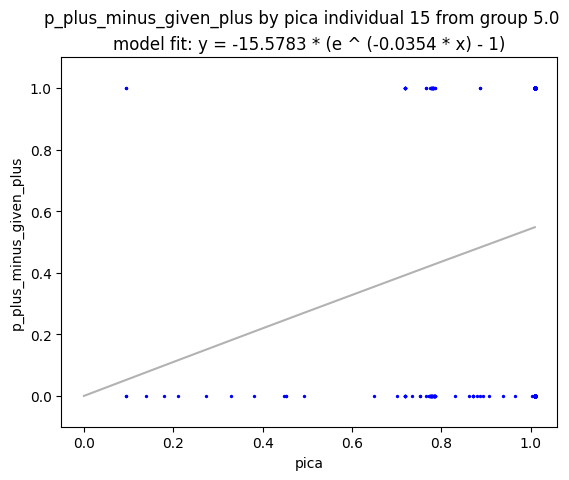 p_plus_minus_given_plus by pica individual 15 from group 5.0
model fit: y = -15.5783 * (e ^ (-0.0354 * x) - 1)
p_plus_minus_given_plus
1.0
0.8
0.6
0.4
0.2
0.0
0.0 0.2 0.4 0.6 0.8 1.0
pica